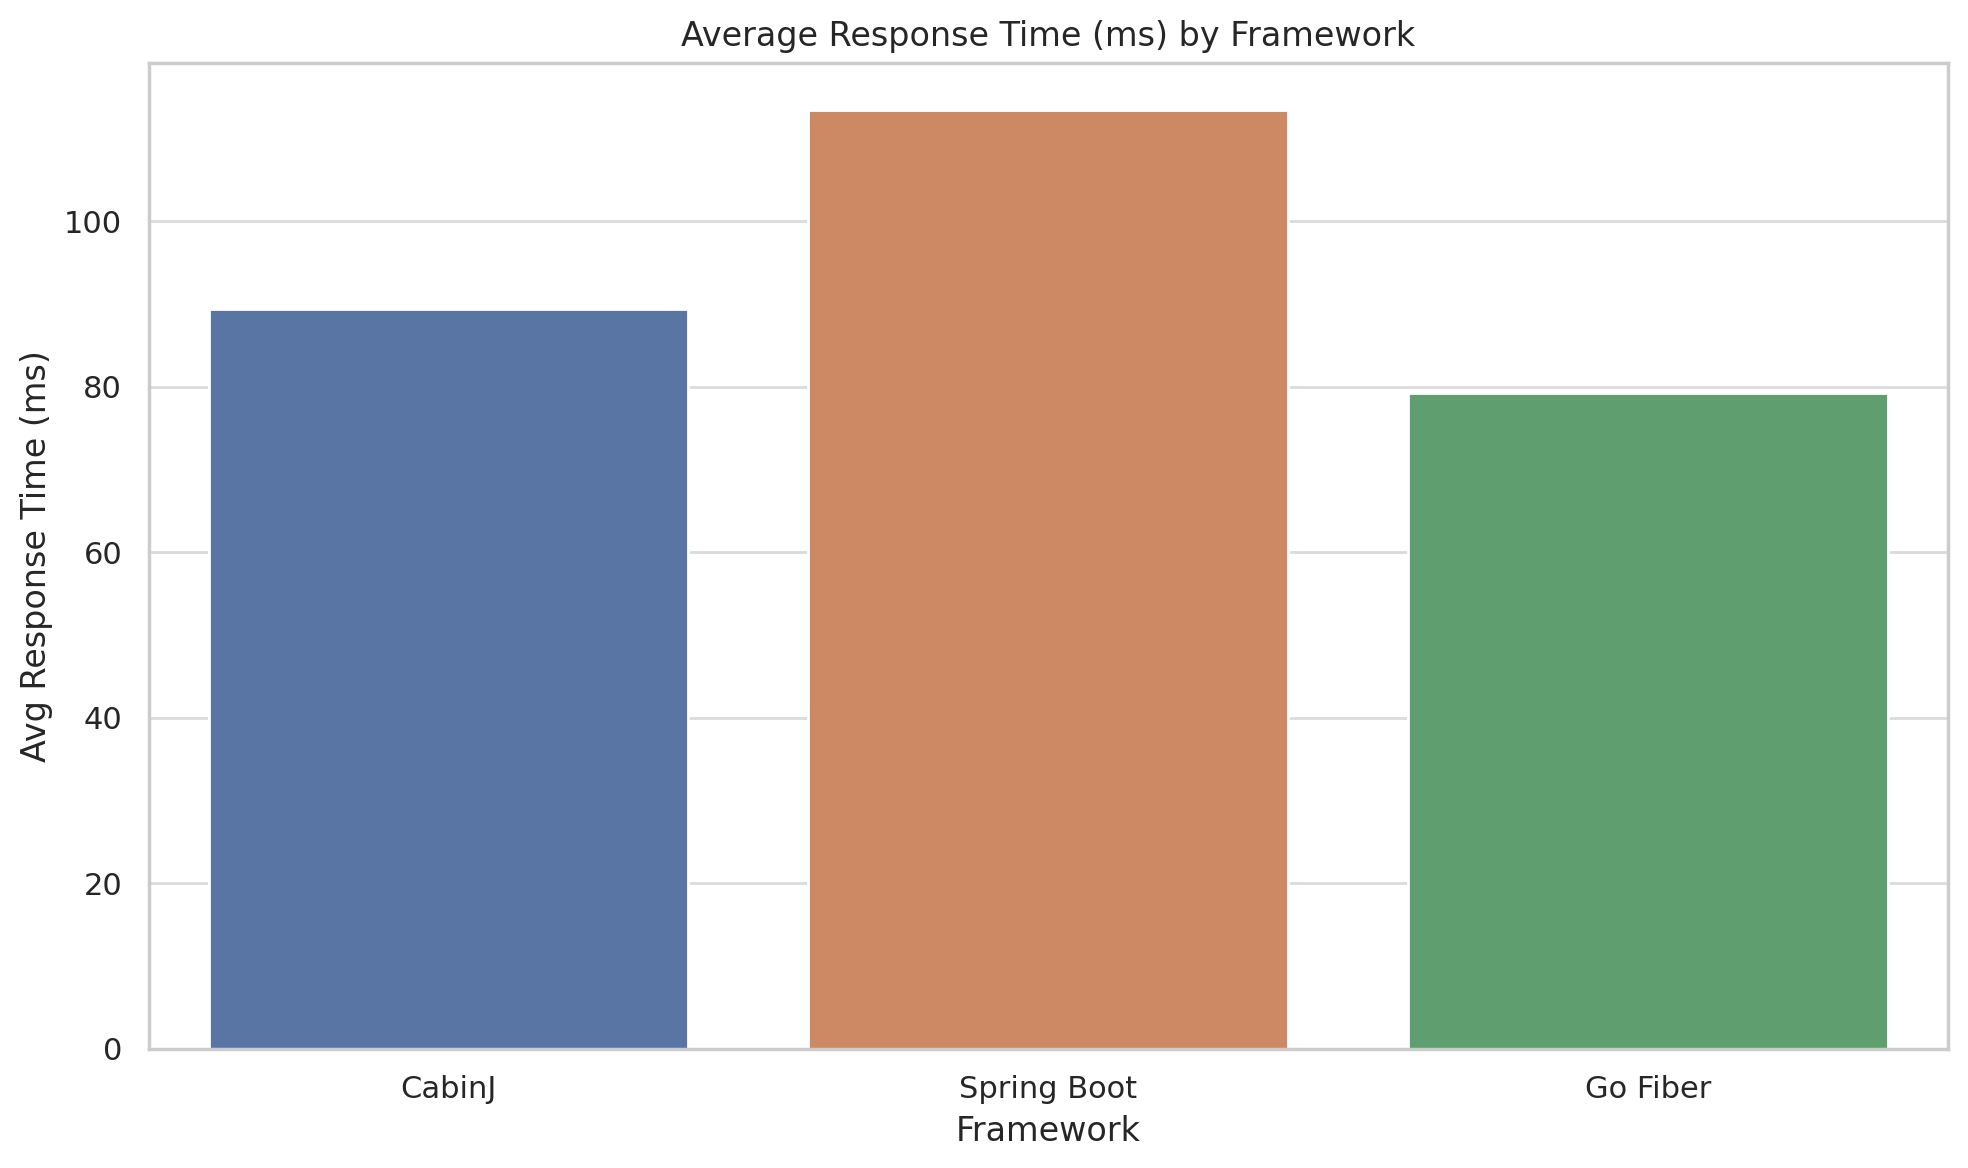 Average Response Time (ms) by Framework
Avg Response Time (ms)
100
80
60
40
20
0
CabinJ
Spring Boot
Go Fiber
Framework